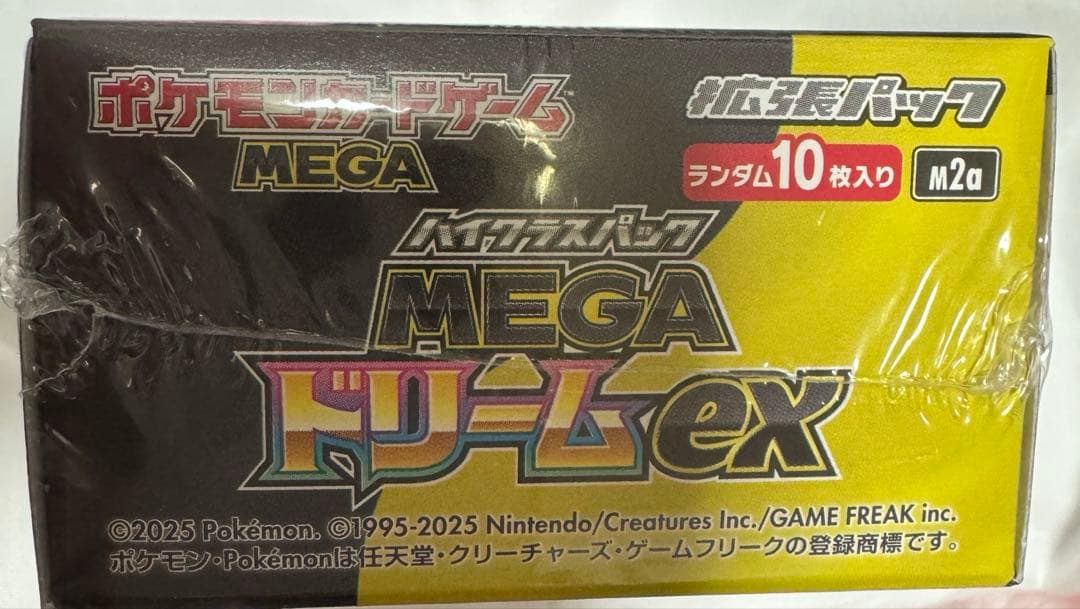 ポケモンカードゲーム™
MEGA
拡張パック
ランダム10枚入り
M2a
ハイクラスパック
MEGA
ドリームex
©2025 Pokémon. ©1995-2025 Nintendo/Creatures Inc./GAME FREAK inc.
ポケモン・Pokémonは任天堂・クリーチャーズ・ゲームフリークの登録商標です。